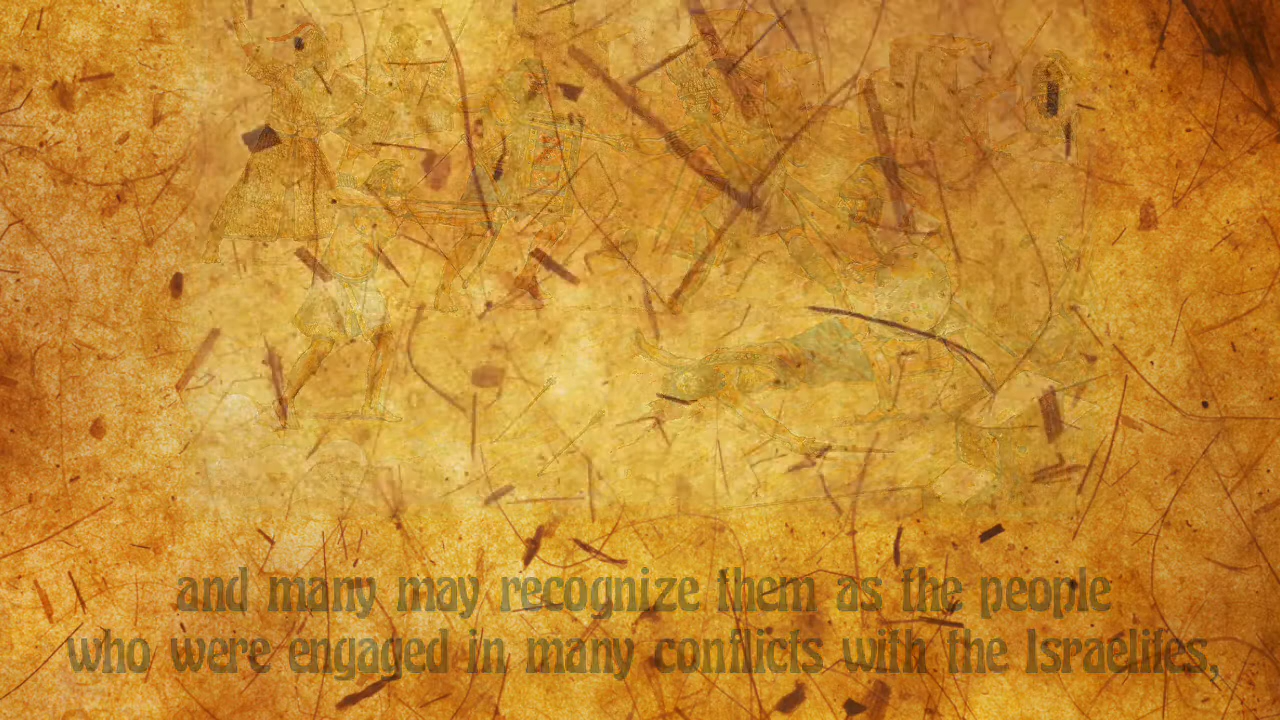 and many may recognize them as the people
who were engaged in many conflicts with the Israelites,